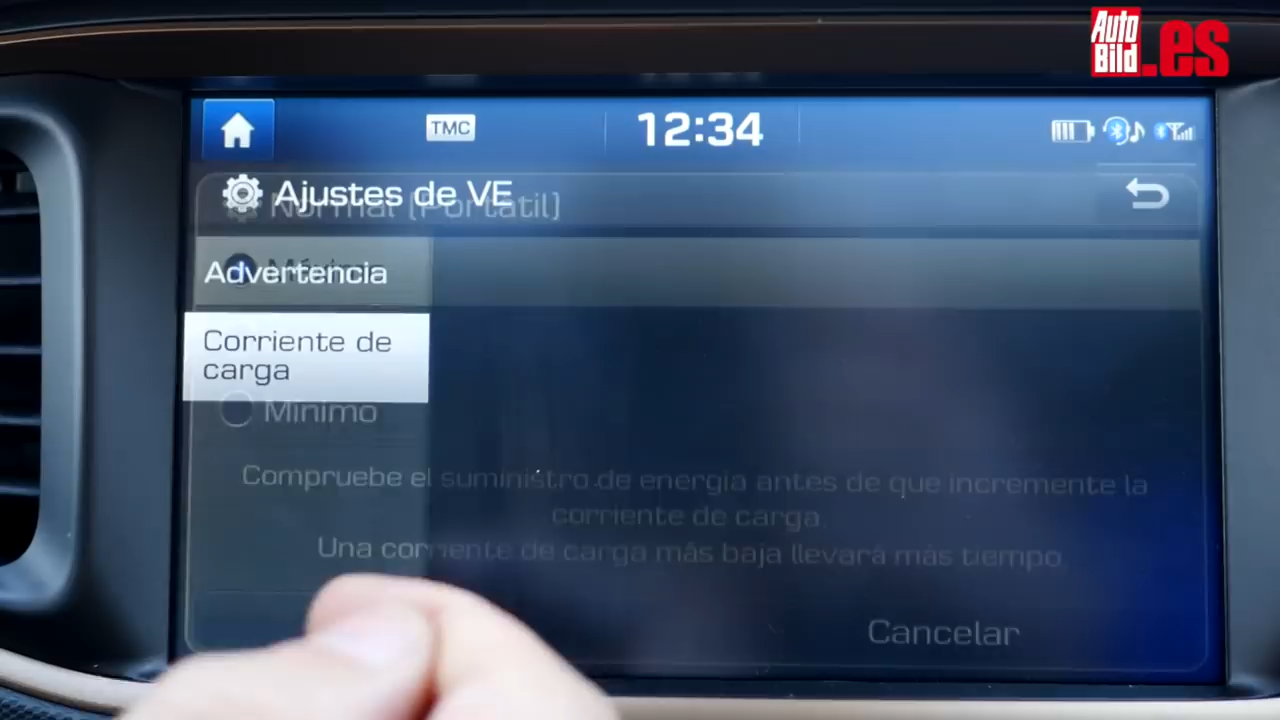 Auto
Bild.es
TMC
12:34
Ajustes de VE
Normal [Portátil]
Advertencia
Corriente de
carga
Mínimo
Compruebe el suministro de energía antes de que incremente la
corriente de carga.
Una corriente de carga más baja llevará más tiempo
Cancelar